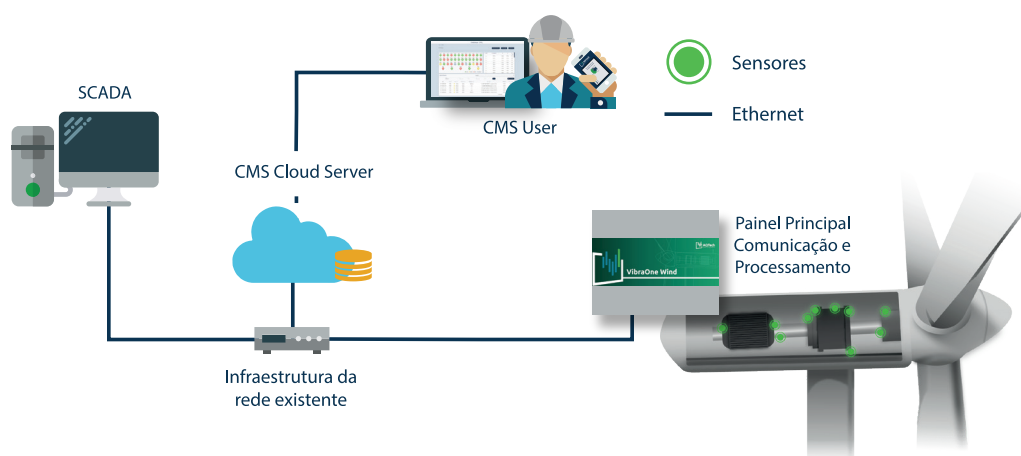 Sensores
Ethernet
SCADA
CMS User
CMS Cloud Server
Painel Principal
Comunicação e
Processamento
VibraOne Wind
Infraestrutura da
rede existente